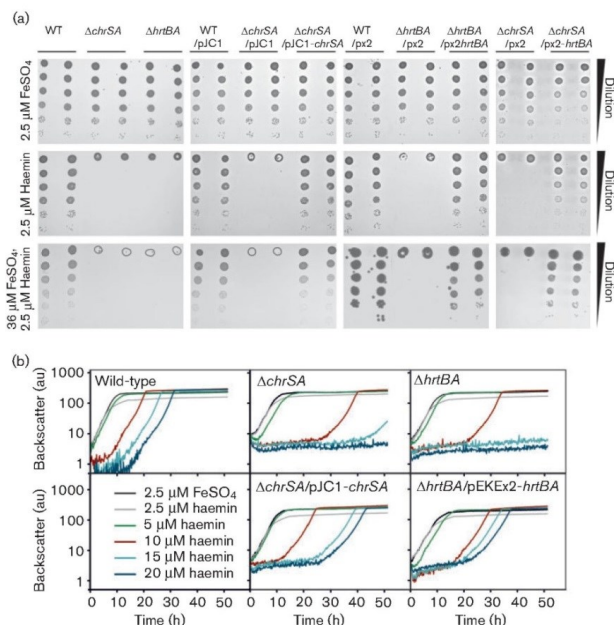 (a)
WT ΔchrSA ΔhrtBA WT/pJC1 ΔchrSA/pJC1 ΔchrSA/pJC1-chrSA WT/px2 ΔhrtBA/px2 ΔhrtBA/px2hrtBA ΔchrSA/px2 ΔchrSA/px2-hrtBA
2.5 µM FeSO4
Dilution
2.5 µM Haemin
Dilution
36 µM FeSO4,
2.5 µM Haemin
Dilution
(b)
Backscatter (au)
1000
100
10
1
Wild-type
ΔchrSA
ΔhrtBA
Backscatter (au)
1000
100
10
1
2.5 µM FeSO4
2.5 µM haemin
5 µM haemin
10 µM haemin
15 µM haemin
20 µM haemin
ΔchrSA/pJC1-chrSA
ΔhrtBA/pEKEx2-hrtBA
0 10 20 30 40 50
0 10 20 30 40 50
0 10 20 30 40 50
Time (h)
Time (h)
Time (h)